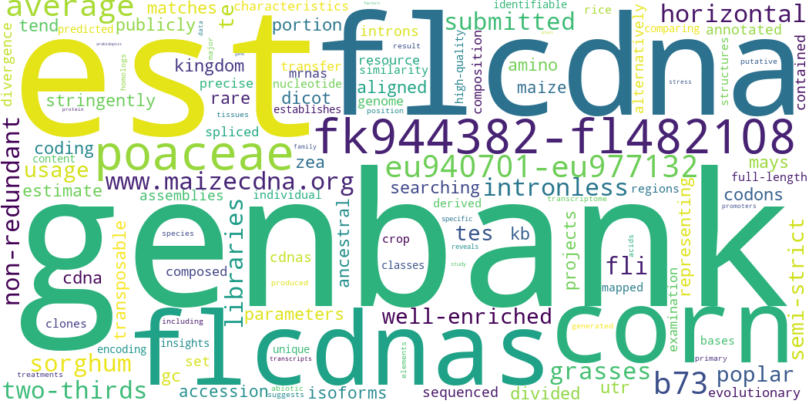 average matches te characteristics identifiable rice horizontal
tend publicly portion introns submitted annotated
divergence predicted arabidopsis data major result resource similarity high-quality composition alternatively comparing structures putative contained
est flcdna
kingdom mrnas transfer amino
homologs precise nucleotide aligned maize
stringently rare dicot establishes genome stress
protein tissues position
coding spliced family fk944382-fl482108
non-redundant content poaceae zea eu940701-eu977132 mays
usage www.maizecdna.org searching intronless regions full-length
estimate assemblies individual derived transcriptome codons
genbank
transposable species libraries ancestral crop tes kb specific projects acids representing promoters semi-strict
cdna composed cdnas classes reveals fli
clones produced study mapped examination
flcdnas corn
including parameters well-enriched generated
encoding insights unique elements bases
sorghum set transcripts primary
treatments gc grasses b73 poplar
two-thirds accession abiotic suggests isoforms sequenced divided utr evolutionary